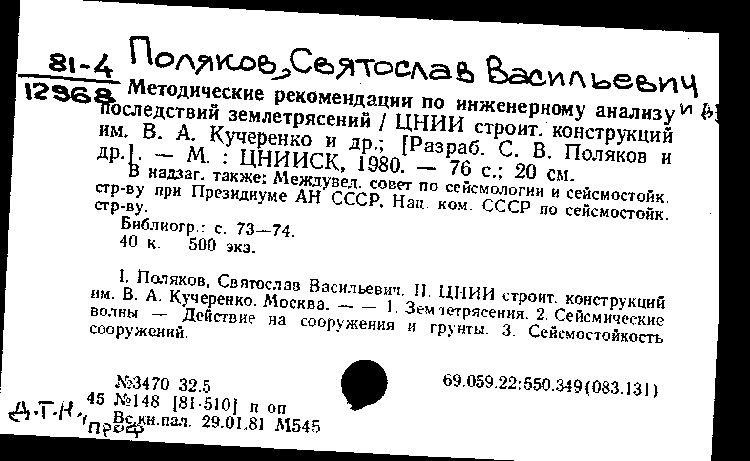 81-4
12968
Поляков, Святослав Васильевич
Методические рекомендации по инженерному анализу и
последствий землетрясений / ЦНИИ строит. конструкций
им. В. А. Кучеренко и др.; [Разраб. С. В. Поляков и
др.]. — М. : ЦНИИСК, 1980. — 76 с.; 20 см.
В надзаг. также: Междувед. совет по сейсмологии и сейсмостойк.
стр-ву при Президиуме АН СССР, Нац. ком. СССР по сейсмостойк.
стр-ву.
Библиогр.: с. 73—74.
40 к. 500 экз.
I. Поляков, Святослав Васильевич. II. ЦНИИ строит. конструкций
им. В. А. Кучеренко. Москва. — — 1. Землетрясения. 2. Сейсмические
волны — Действие на сооружения и грунты. 3. Сейсмостойкость
сооружений.
№3470 32.5
69.059.22:550.349(083.131)
45 №148 [81-510] п оп
Вс.кн.пал. 29.01.81 М545
Д.Т.Н.,
проф